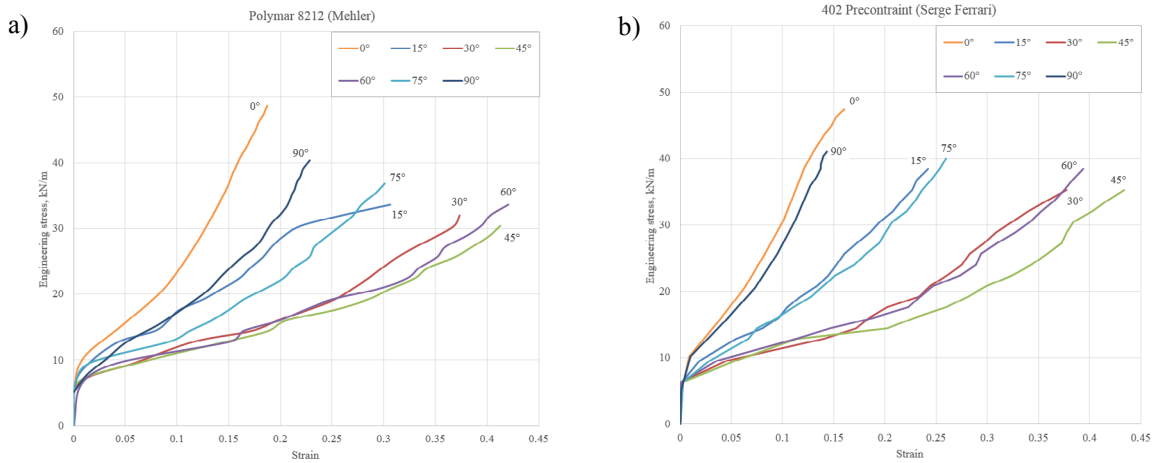 a)
Polymar 8212 (Mehler)
60
50
40
30
20
10
0
Engineering stress, kN/m
0° 15° 30° 45°
60° 75° 90°
0°
90°
75°
15°
30°
60°
45°
0 0.05 0.1 0.15 0.2 0.25 0.3 0.35 0.4 0.45
Strain
b)
402 Precontraint (Serge Ferrari)
60
50
40
30
20
10
0
Engineering stress, kN/m
0° 15° 30° 45°
60° 75° 90°
0°
90°
15°
75°
60°
30°
45°
0 0.05 0.1 0.15 0.2 0.25 0.3 0.35 0.4 0.45
Strain